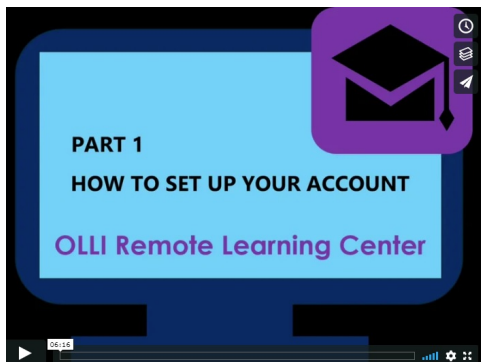 PART 1
HOW TO SET UP YOUR ACCOUNT
OLLI Remote Learning Center
06:16